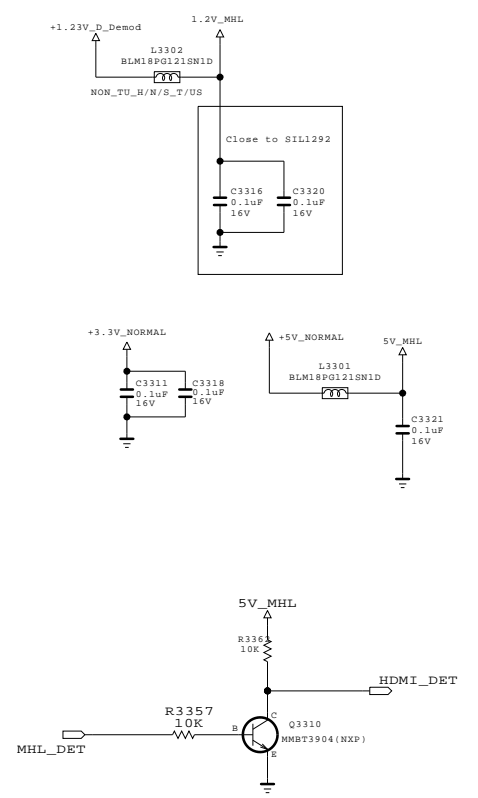 1.2V_MHL
+1.23V_D_Demod
L3302
BLM18PG121SN1D
NON_TU_H/N/S_T/US
Close to SIL1292
C3316
0.1uF
16V
C3320
0.1uF
16V
+3.3V_NORMAL
C3311
0.1uF
16V
C3318
0.1uF
16V
+5V_NORMAL
5V_MHL
L3301
BLM18PG121SN1D
C3321
0.1uF
16V
5V_MHL
10K
HDMI_DET
R3357
10K
MHL_DET
B
C
E
Q3310
MMBT3904(NXP)